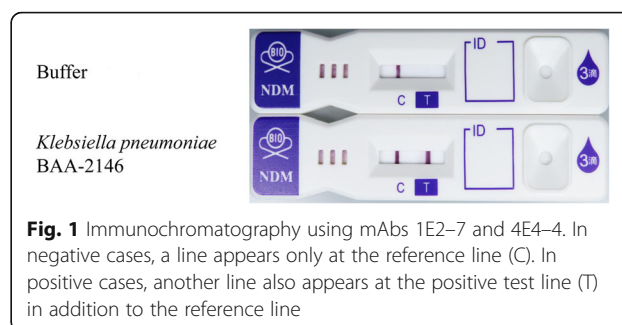 Buffer
BIO
NDM
C T
ID
3滴
Klebsiella pneumoniae
BAA-2146
BIO
NDM
C T
ID
3滴
Fig. 1 Immunochromatography using mAbs 1E2–7 and 4E4–4. In
negative cases, a line appears only at the reference line (C). In
positive cases, another line also appears at the positive test line (T)
in addition to the reference line